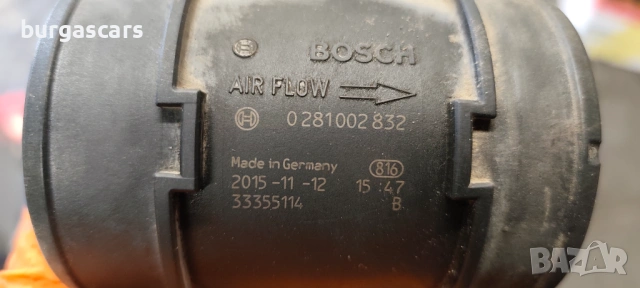 burgascars
BOSCH
AIR FLOW
0 281 002 832
Made in Germany 816
2015-11-12 15:47
33355114 B
BAZAR